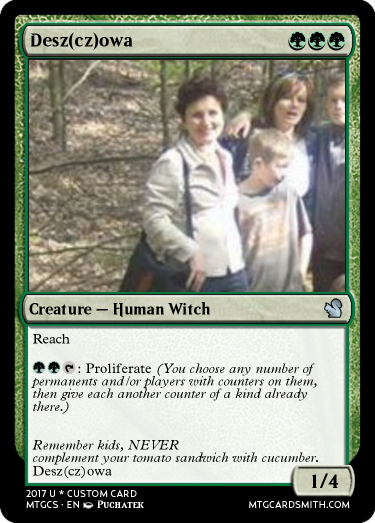 Desz(cz)owa
Creature — Human Witch
Reach
: Proliferate (You choose any number of
permanents and/or players with counters on them,
then give each another counter of a kind already
there.)
Remember kids, NEVER
complement your tomato sandwich with cucumber.
Desz(cz)owa
1/4
2017 U * CUSTOM CARD
MTGCS · EN PUCHATEK
MTGCARDSMITH.COM